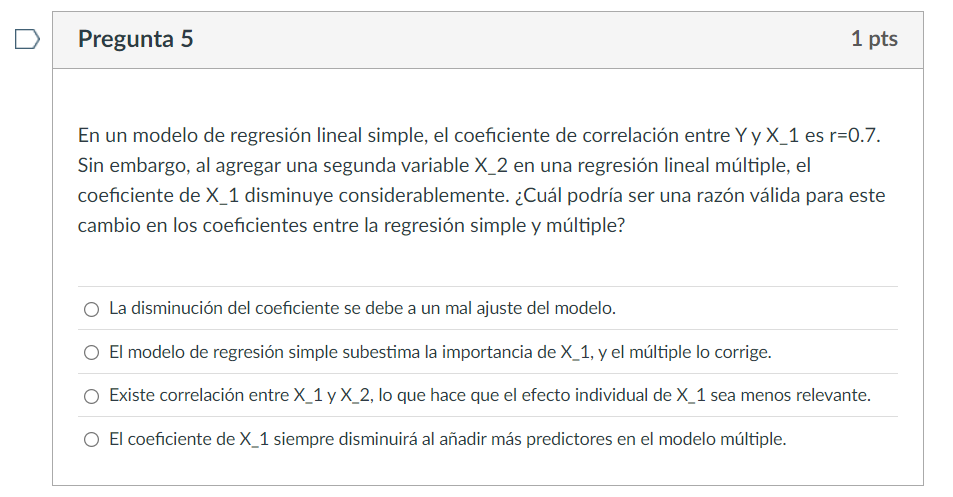 Pregunta 5
1 pts
En un modelo de regresión lineal simple, el coeficiente de correlación entre Y y X_1 es r=0.7.
Sin embargo, al agregar una segunda variable X_2 en una regresión lineal múltiple, el
coeficiente de X_1 disminuye considerablemente. ¿Cuál podría ser una razón válida para este
cambio en los coeficientes entre la regresión simple y múltiple?
La disminución del coeficiente se debe a un mal ajuste del modelo.
El modelo de regresión simple subestima la importancia de X_1, y el múltiple lo corrige.
Existe correlación entre X_1 y X_2, lo que hace que el efecto individual de X_1 sea menos relevante.
El coeficiente de X_1 siempre disminuirá al añadir más predictores en el modelo múltiple.